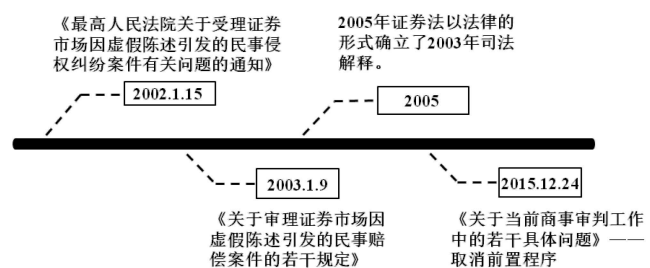 《最高人民法院关于受理证券
市场因虚假陈述引发的民事侵
权纠纷案件有关问题的通知》
2002.1.15
2005年证券法以法律的
形式确立了2003年司法
解释。
2005
2003.1.9
《关于审理证券市场因
虚假陈述引发的民事赔
偿案件的若干规定》
2015.12.24
《关于当前商事审判工作
中的若干具体问题》——
取消前置程序